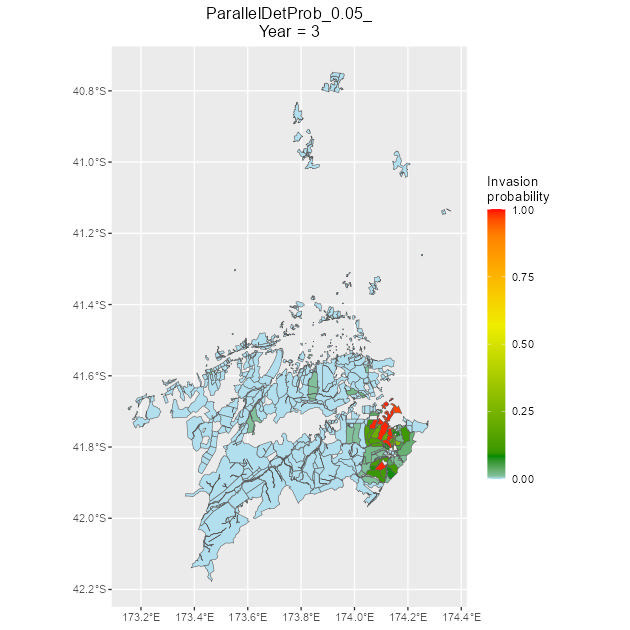 ParallelDetProb_0.05_
Year = 3
40.8°S
41.0°S
41.2°S
41.4°S
41.6°S
41.8°S
42.0°S
42.2°S
173.2°E 173.4°E 173.6°E 173.8°E 174.0°E 174.2°E 174.4°E
Invasion
probability
1.00
0.75
0.50
0.25
0.00